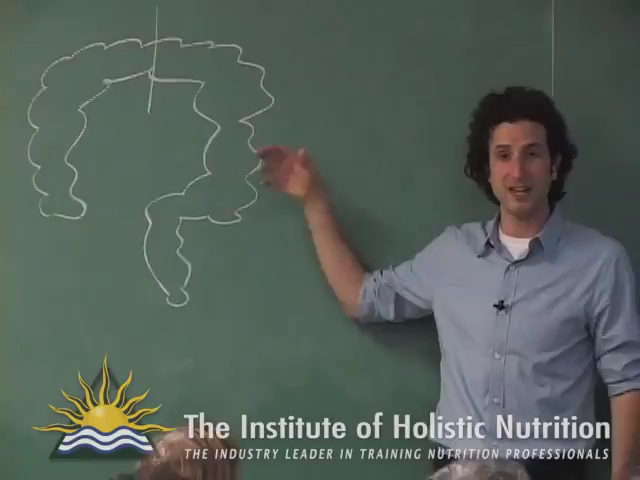 The Institute of Holistic Nutrition
THE INDUSTRY LEADER IN TRAINING NUTRITION PROFESSIONALS